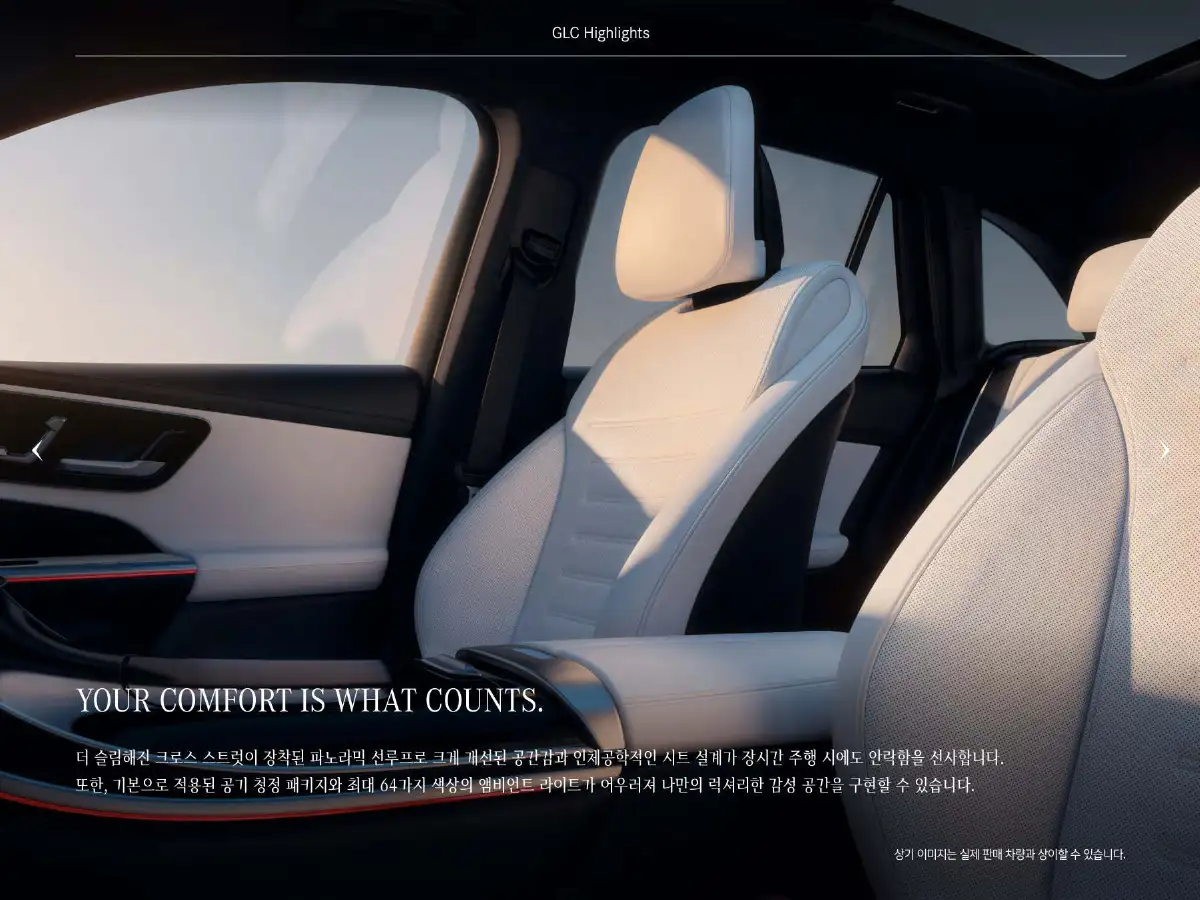 GLC Highlights
YOUR COMFORT IS WHAT COUNTS.
더 슬림해진 크로스 스트럿이 장착된 파노라믹 선루프로 크게 개선된 공간감과 인체공학적인 시트 설계가 장시간 주행 시에도 안락함을 선사합니다.
또한, 기본으로 적용된 공기 청정 패키지와 최대 64가지 색상의 앰비언트 라이트가 어우러져 나만의 럭셔리한 감성 공간을 구현할 수 있습니다.
상기 이미지는 실제 판매 차량과 상이할 수 있습니다.